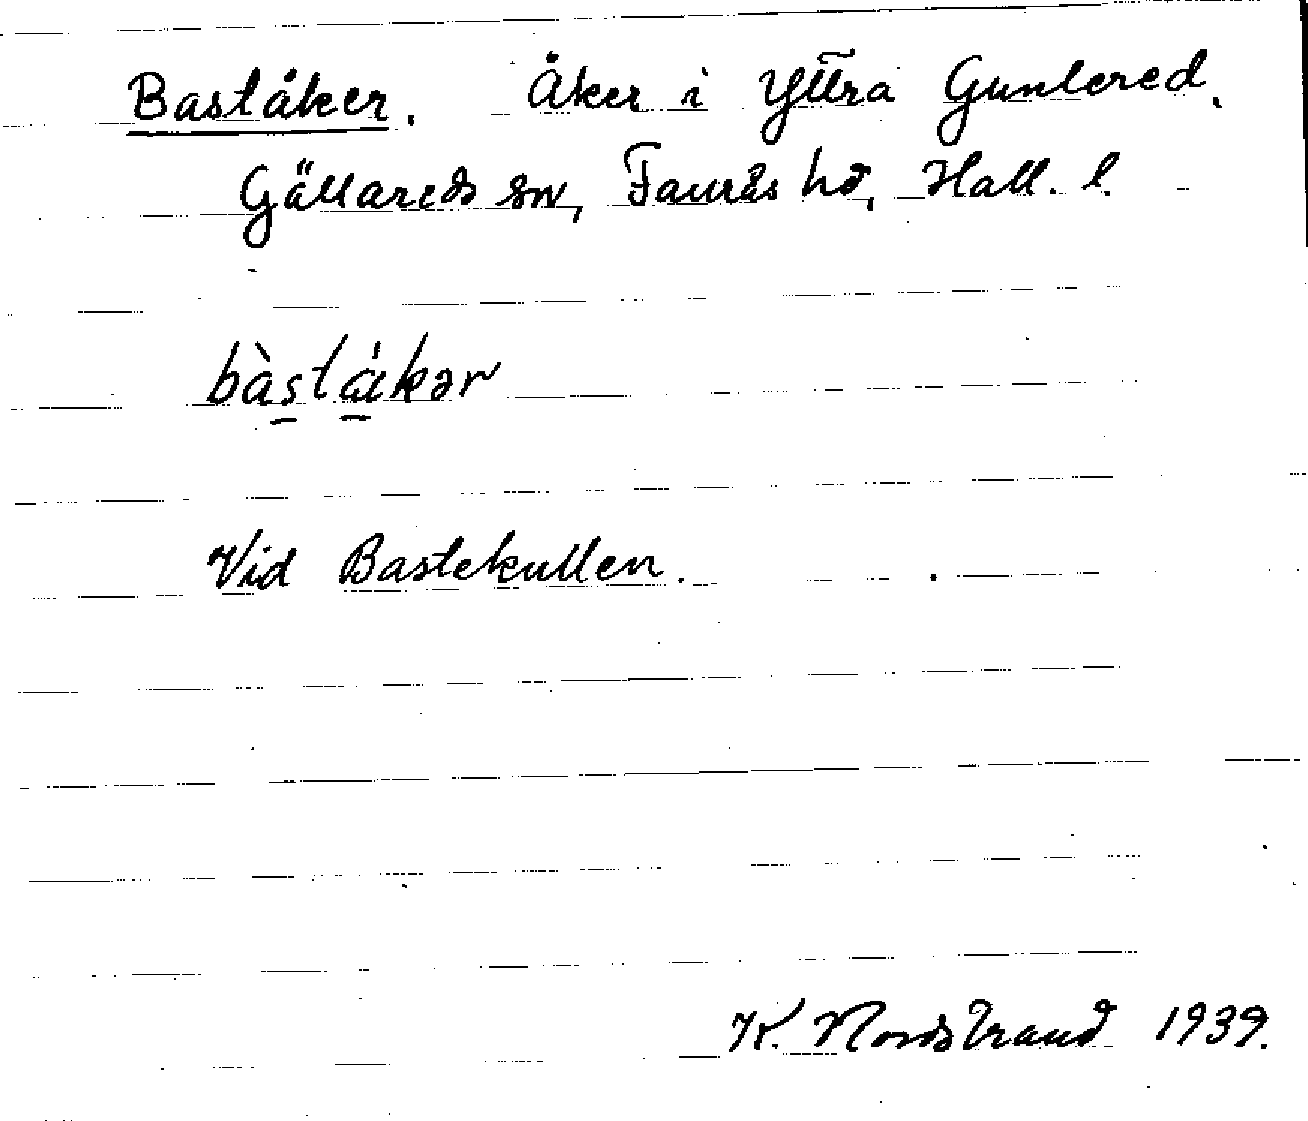 Baståker. Åker i Yttra Gunlered.
Gällareds sn, Faurås hd, Hall. l.
bàståkər
Vid Bastekullen.
K. Nordstrand 1939.